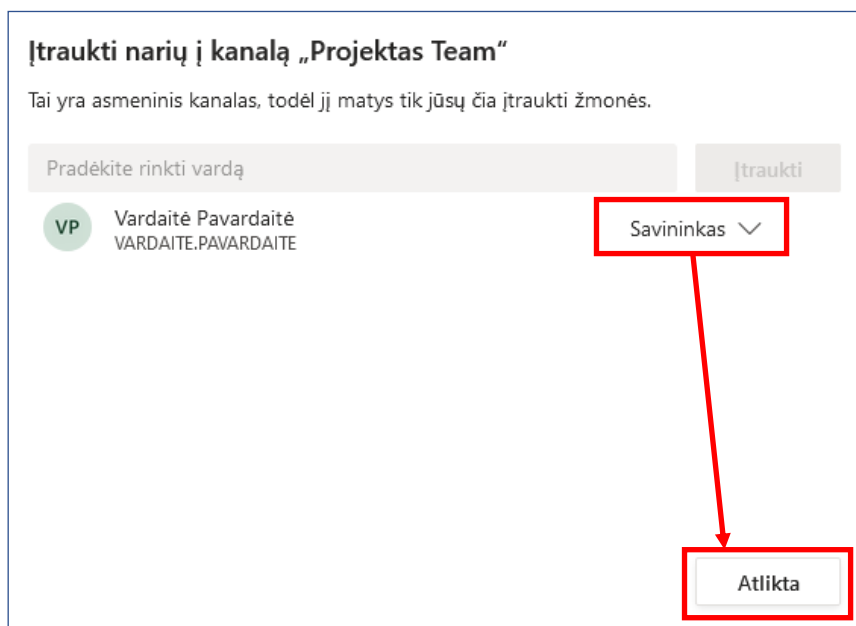 Įtraukti narių į kanalą „Projektas Team“
Tai yra asmeninis kanalas, todėl jį matys tik jūsų čia įtraukti žmonės.
Pradėkite rinkti vardą
Įtraukti
VP
Vardaitė Pavardaitė
VARDAITE.PAVARDAITE
Savininkas
Atlikta